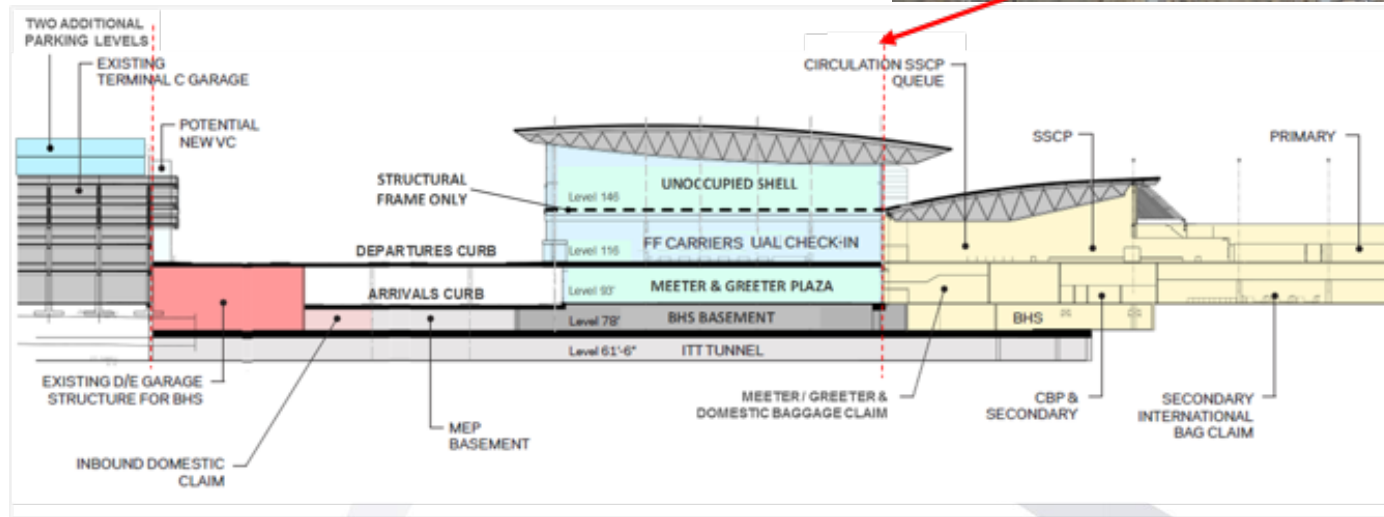 TWO ADDITIONAL
PARKING LEVELS
EXISTING
TERMINAL C GARAGE
POTENTIAL
NEW VC
CIRCULATION SSCP
QUEUE
SSCP
PRIMARY
STRUCTURAL
FRAME ONLY
Level 146
UNOCCUPIED SHELL
DEPARTURES CURB
Level 116
FF CARRIERS UAL CHECK-IN
ARRIVALS CURB
Level 93'
MEETER & GREETER PLAZA
Level 78'
BHS BASEMENT
BHS
Level 61'-6"
ITT TUNNEL
EXISTING D/E GARAGE
STRUCTURE FOR BHS
MEP
BASEMENT
INBOUND DOMESTIC
CLAIM
MEETER / GREETER &
DOMESTIC BAGGAGE CLAIM
CBP &
SECONDARY
SECONDARY
INTERNATIONAL
BAG CLAIM